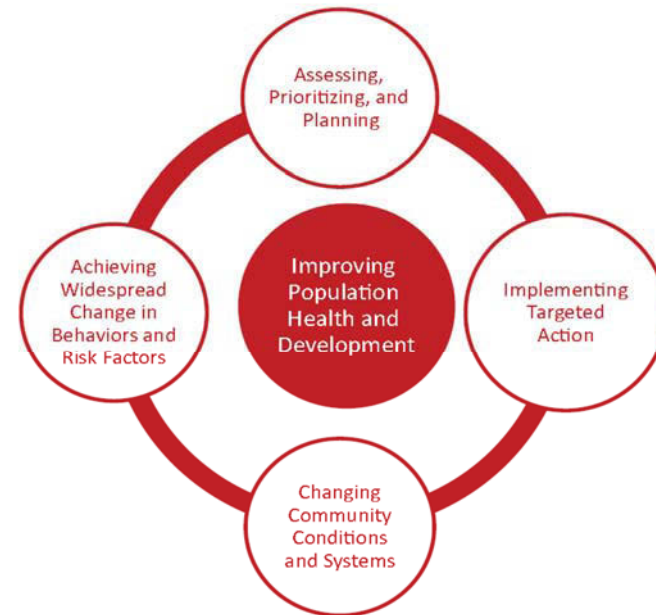 Assessing,
Prioritizing, and
Planning
Achieving
Widespread
Change in
Behaviors and
Risk Factors
Improving
Population
Health and
Development
Implementing
Targeted
Action
Changing
Community
Conditions
and Systems